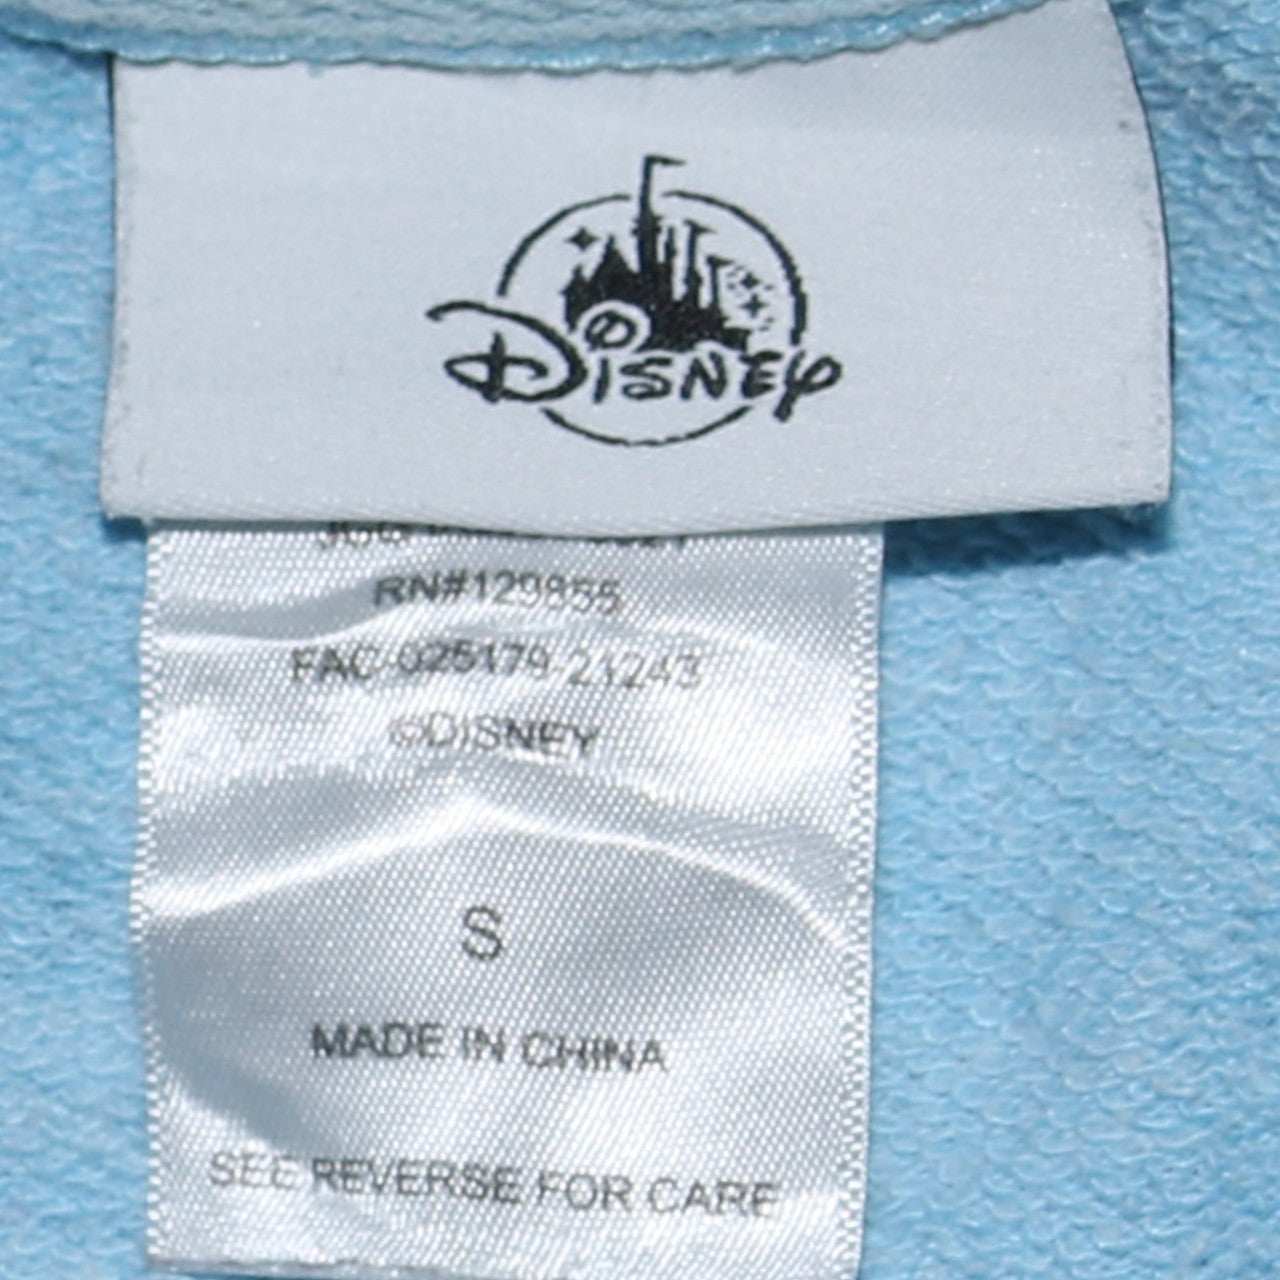 DISNEY
RN#129855
FAC-025179-21243
©DISNEY
S
MADE IN CHINA
SEE REVERSE FOR CARE